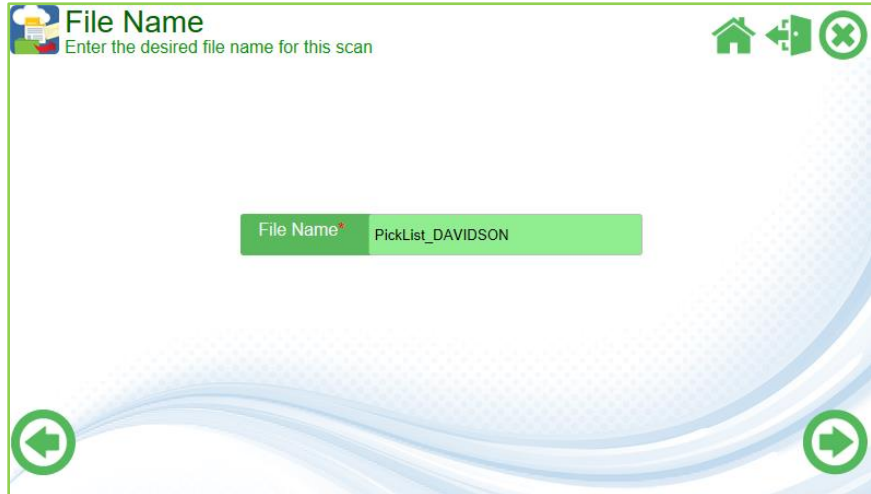 File Name
Enter the desired file name for this scan
File Name*
PickList_DAVIDSON